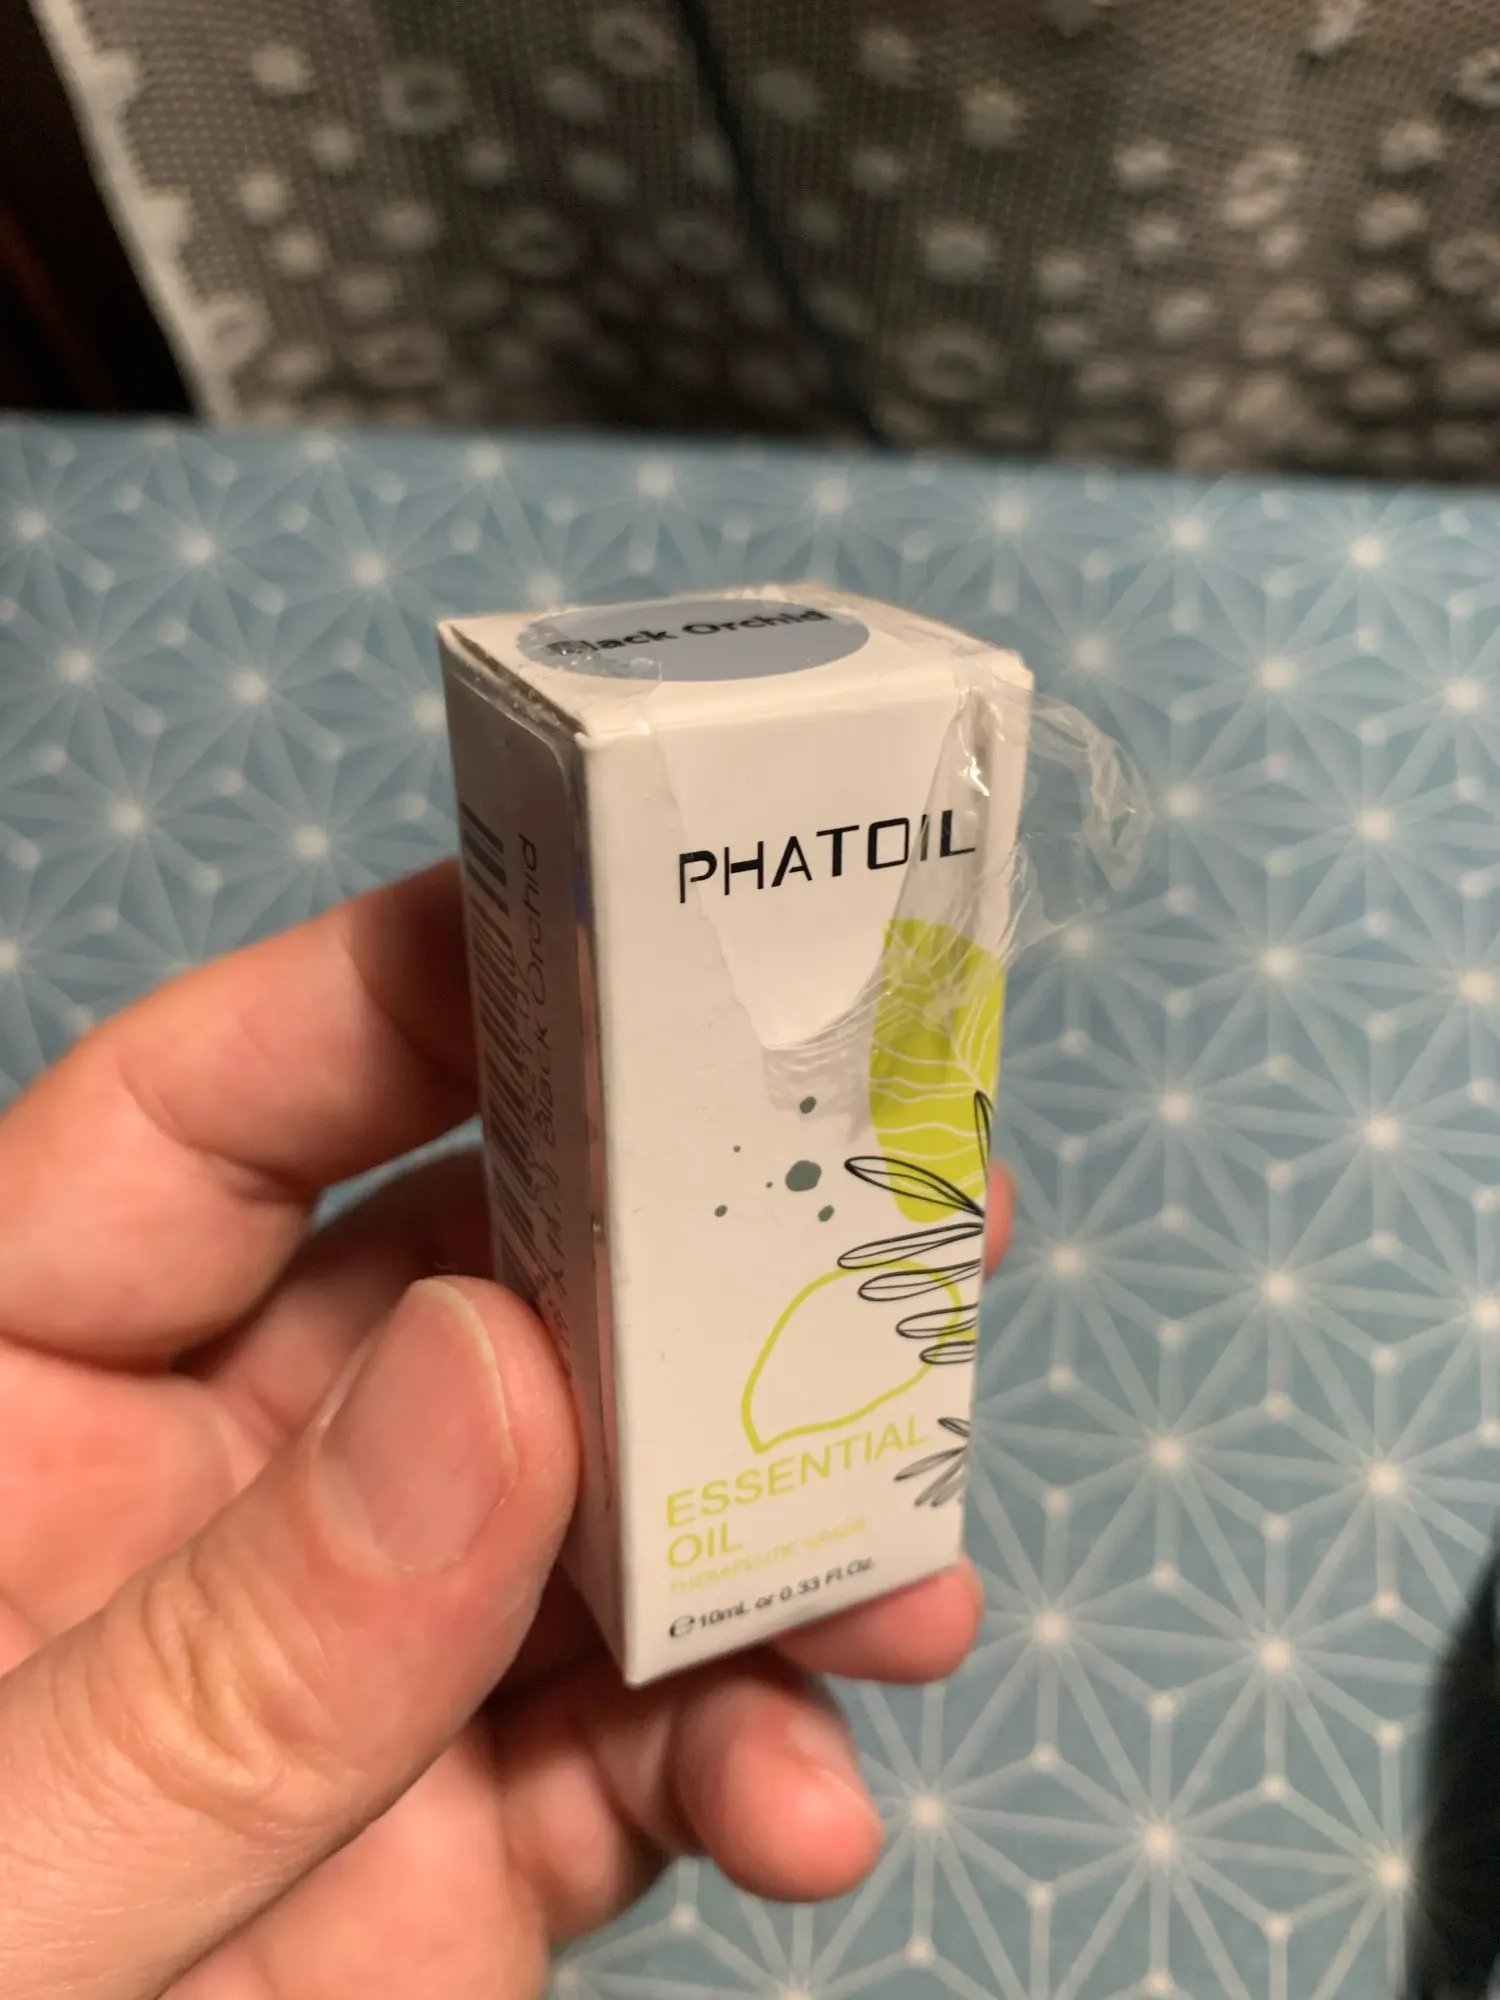 Black Orchid
PHATOIL
ESSENTIAL
OIL
THERAPEUTIC GRADE
℮10mL or 0.33 Fl.Oz.
Black Orchid